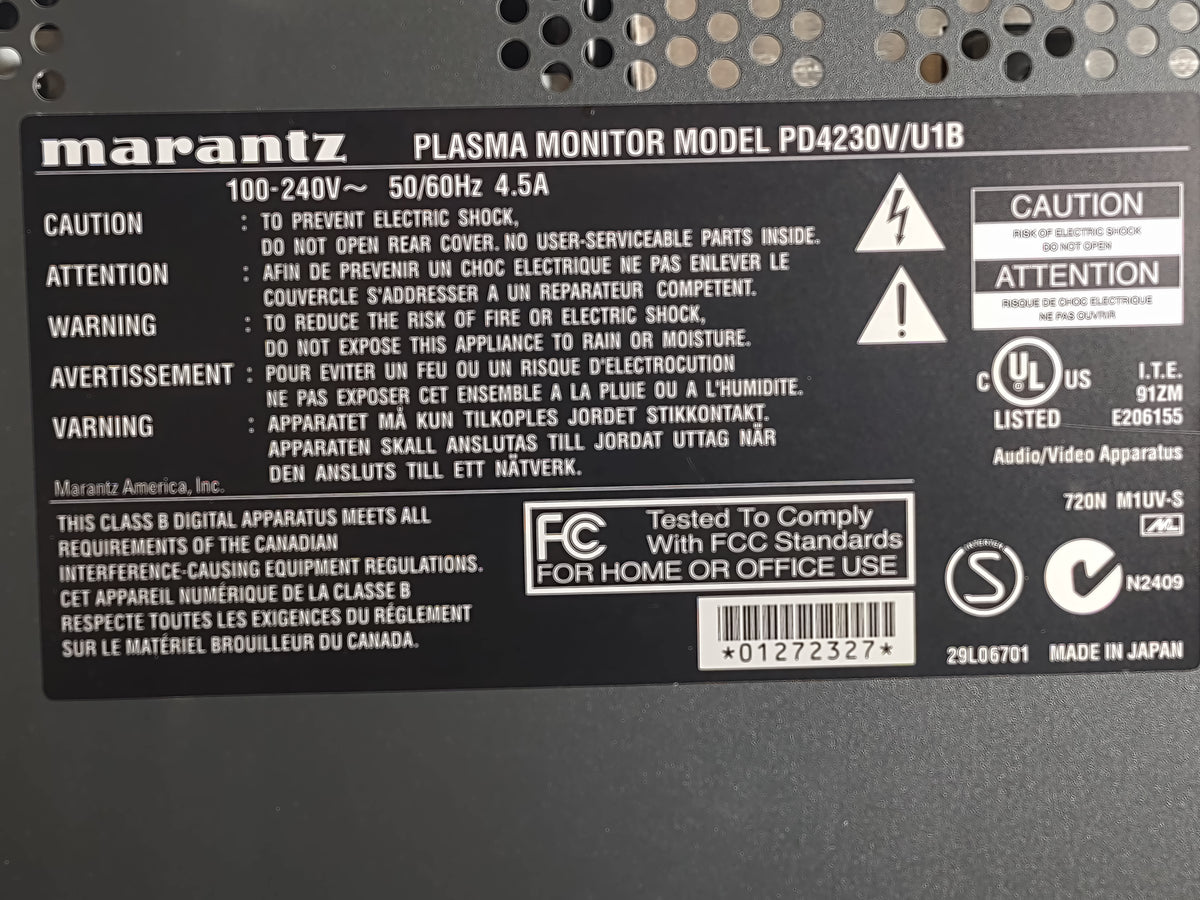 marantz PLASMA MONITOR MODEL PD4230V/U1B
100-240V～ 50/60Hz 4.5A
CAUTION : TO PREVENT ELECTRIC SHOCK,
DO NOT OPEN REAR COVER. NO USER-SERVICEABLE PARTS INSIDE.
ATTENTION : AFIN DE PREVENIR UN CHOC ELECTRIQUE NE PAS ENLEVER LE
COUVERCLE S'ADDRESSER A UN REPARATEUR COMPETENT.
WARNING : TO REDUCE THE RISK OF FIRE OR ELECTRIC SHOCK,
DO NOT EXPOSE THIS APPLIANCE TO RAIN OR MOISTURE.
AVERTISSEMENT : POUR EVITER UN FEU OU UN RISQUE D'ELECTROCUTION
NE PAS EXPOSER CET ENSEMBLE A LA PLUIE OU A L'HUMIDITE.
VARNING : APPARATET MÅ KUN TILKOPLES JORDET STIKKONTAKT.
APPARATEN SKALL ANSLUTAS TILL JORDAT UTTAG NÄR
DEN ANSLUTS TILL ETT NÄTVERK.
Marantz America, Inc.
CAUTION
RISK OF ELECTRIC SHOCK
DO NOT OPEN
ATTENTION
RISQUE DE CHOC ELECTRIQUE
NE PAS OUVRIR
C UL US
LISTED
I.T.E.
91ZM
E206155
Audio/Video Apparatus
720N M1UV-S
THIS CLASS B DIGITAL APPARATUS MEETS ALL
REQUIREMENTS OF THE CANADIAN
INTERFERENCE-CAUSING EQUIPMENT REGULATIONS.
CET APPAREIL NUMÉRIQUE DE LA CLASSE B
RESPECTE TOUTES LES EXIGENCES DU RÉGLEMENT
SUR LE MATÉRIEL BROUILLEUR DU CANADA.
FC Tested To Comply
With FCC Standards
FOR HOME OR OFFICE USE
*01272327*
INTERTEK
S
N2409
29L06701 MADE IN JAPAN